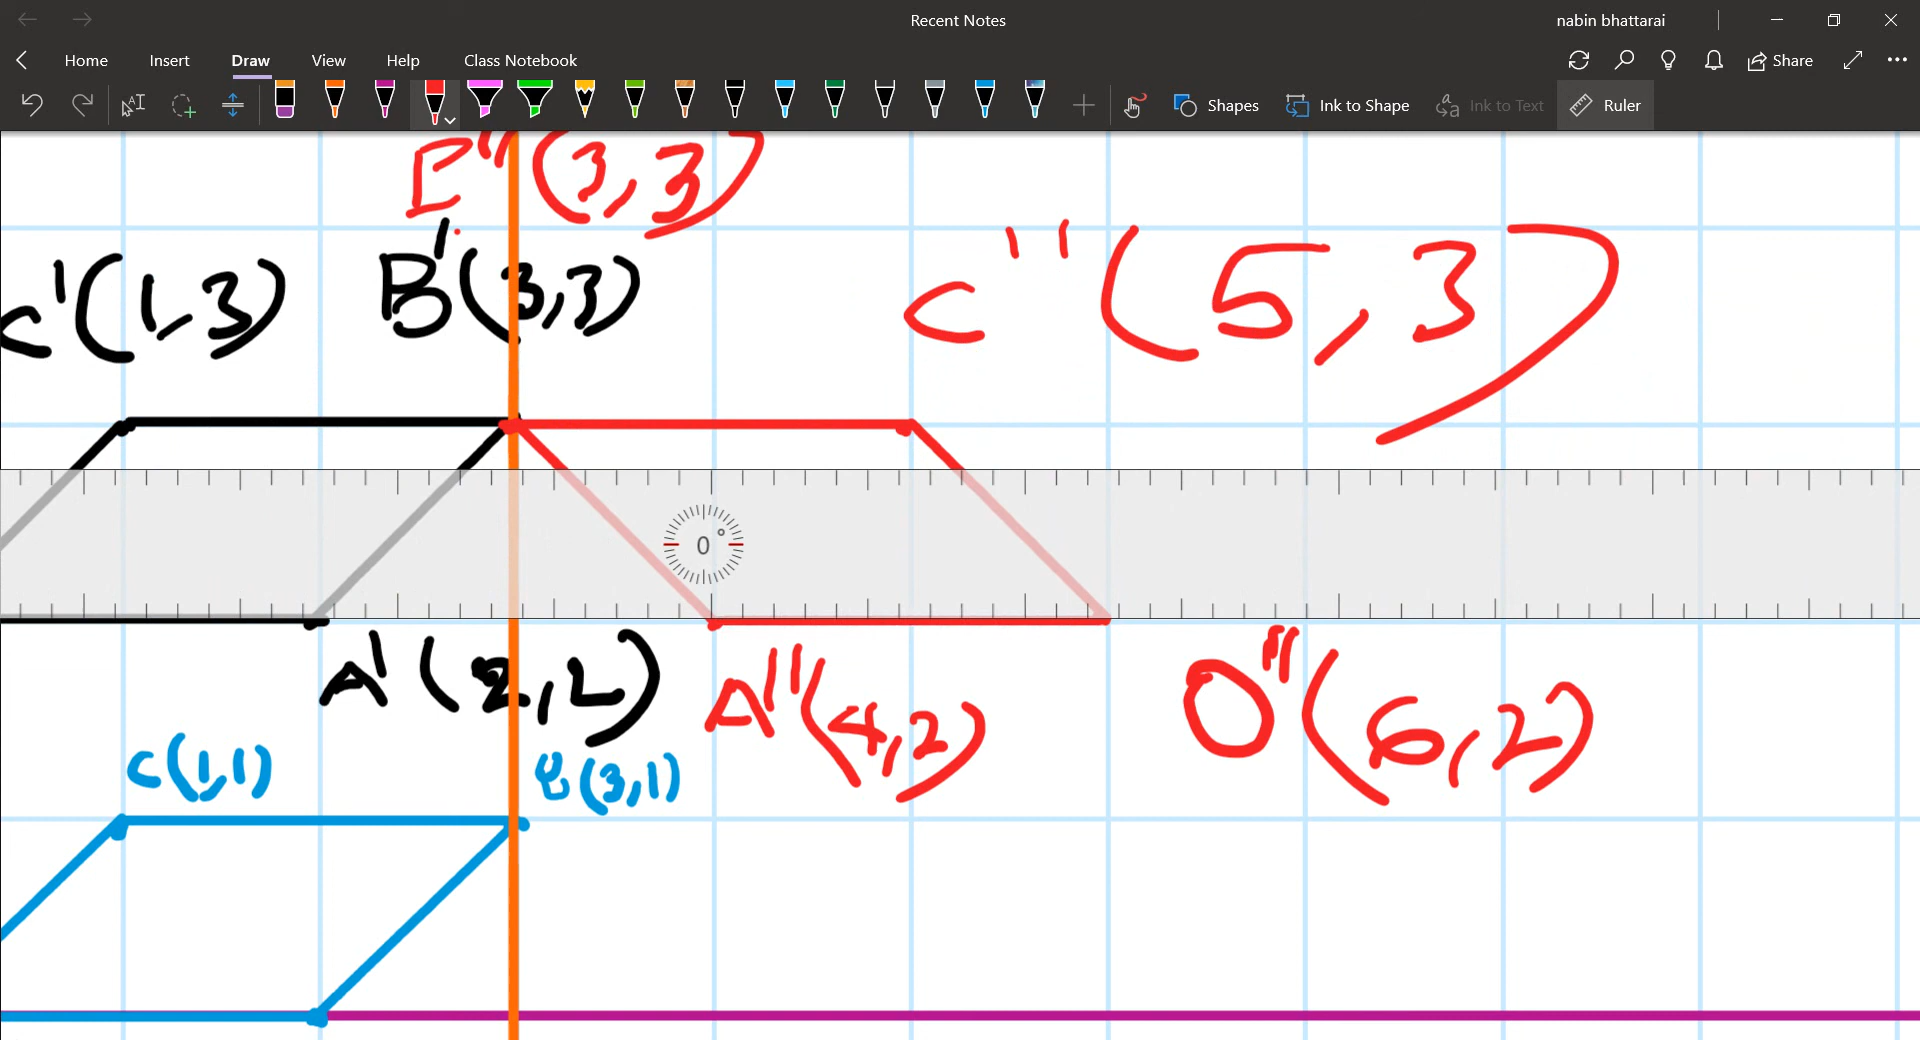 Recent Notes
nabin bhattarai
Home Insert Draw View Help Class Notebook
Share
Shapes Ink to Shape Ink to Text Ruler
(3,3)
C'(1,3) B'(3,3) C''(5,3)
0°
A'(2,2) A''(4,2) O''(6,2)
C(1,1) B(3,1)